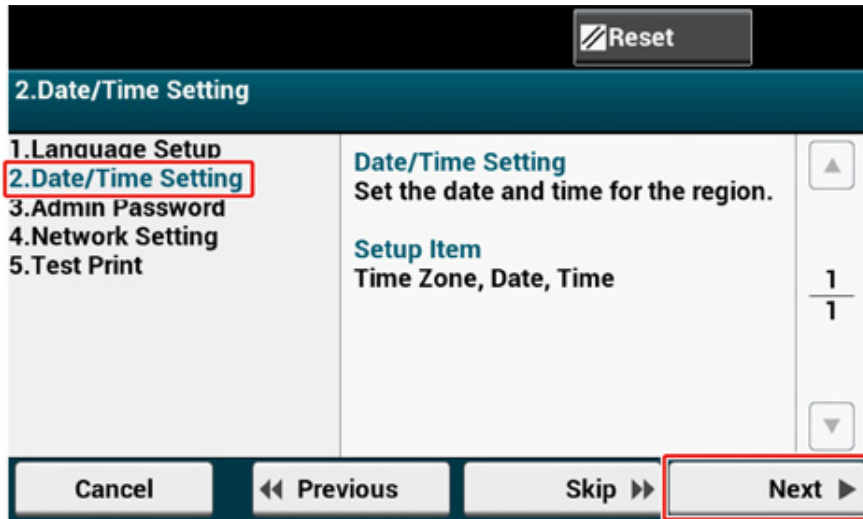 Reset
2.Date/Time Setting
1.Language Setup
2.Date/Time Setting
3.Admin Password
4.Network Setting
5.Test Print
Date/Time Setting
Set the date and time for the region.
Setup Item
Time Zone, Date, Time
1
1
Cancel
Previous
Skip
Next